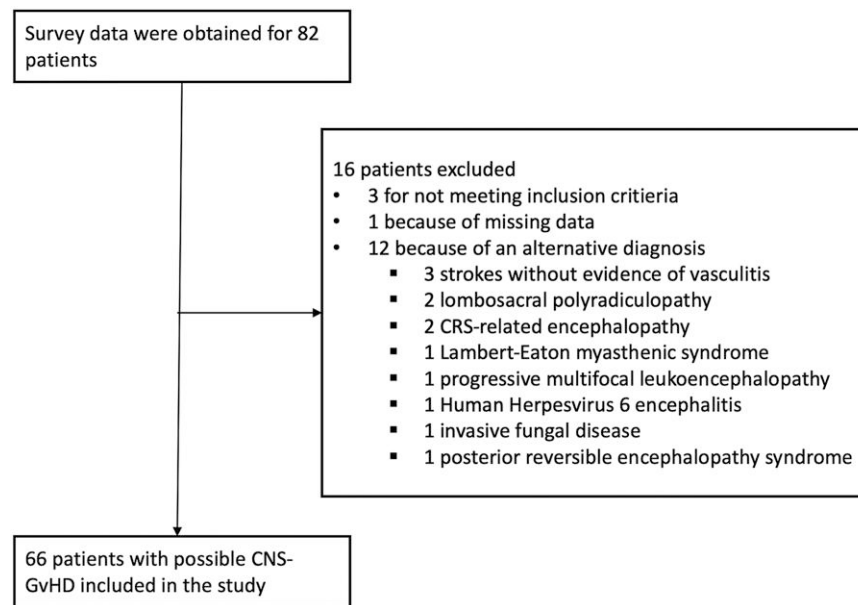 Survey data were obtained for 82
patients
16 patients excluded
• 3 for not meeting inclusion critieria
• 1 because of missing data
• 12 because of an alternative diagnosis
▪ 3 strokes without evidence of vasculitis
▪ 2 lombosacral polyradiculopathy
▪ 2 CRS-related encephalopathy
▪ 1 Lambert-Eaton myasthenic syndrome
▪ 1 progressive multifocal leukoencephalopathy
▪ 1 Human Herpesvirus 6 encephalitis
▪ 1 invasive fungal disease
▪ 1 posterior reversible encephalopathy syndrome
66 patients with possible CNS-
GvHD included in the study